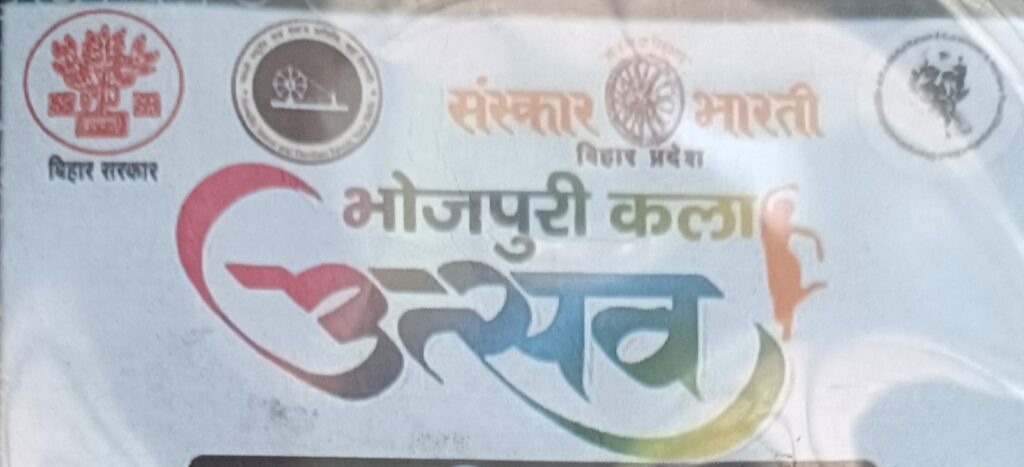 बिहार सरकार
संस्कार भारती
बिहार प्रदेश
भोजपुरी कला
उत्सव